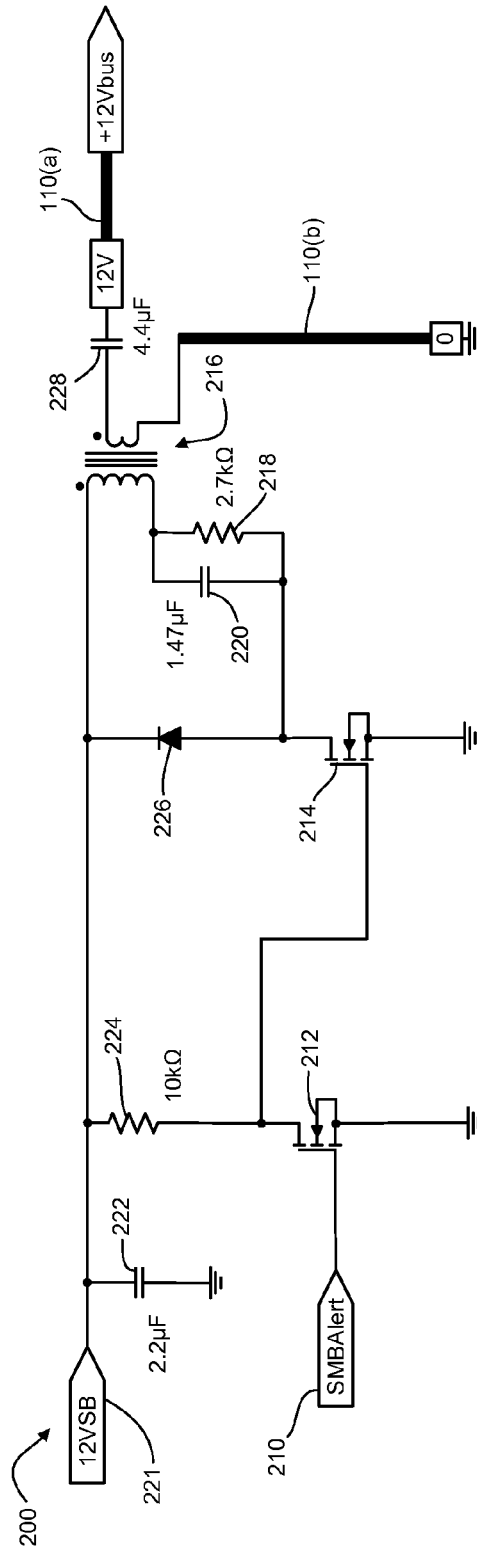 200
12VSB
221
2.2µF
222
224
10kΩ
SMBAlert
210
212
214
226
1.47µF
220
2.7kΩ
218
216
228
4.4µF
12V
110(a)
+12Vbus
110(b)
0